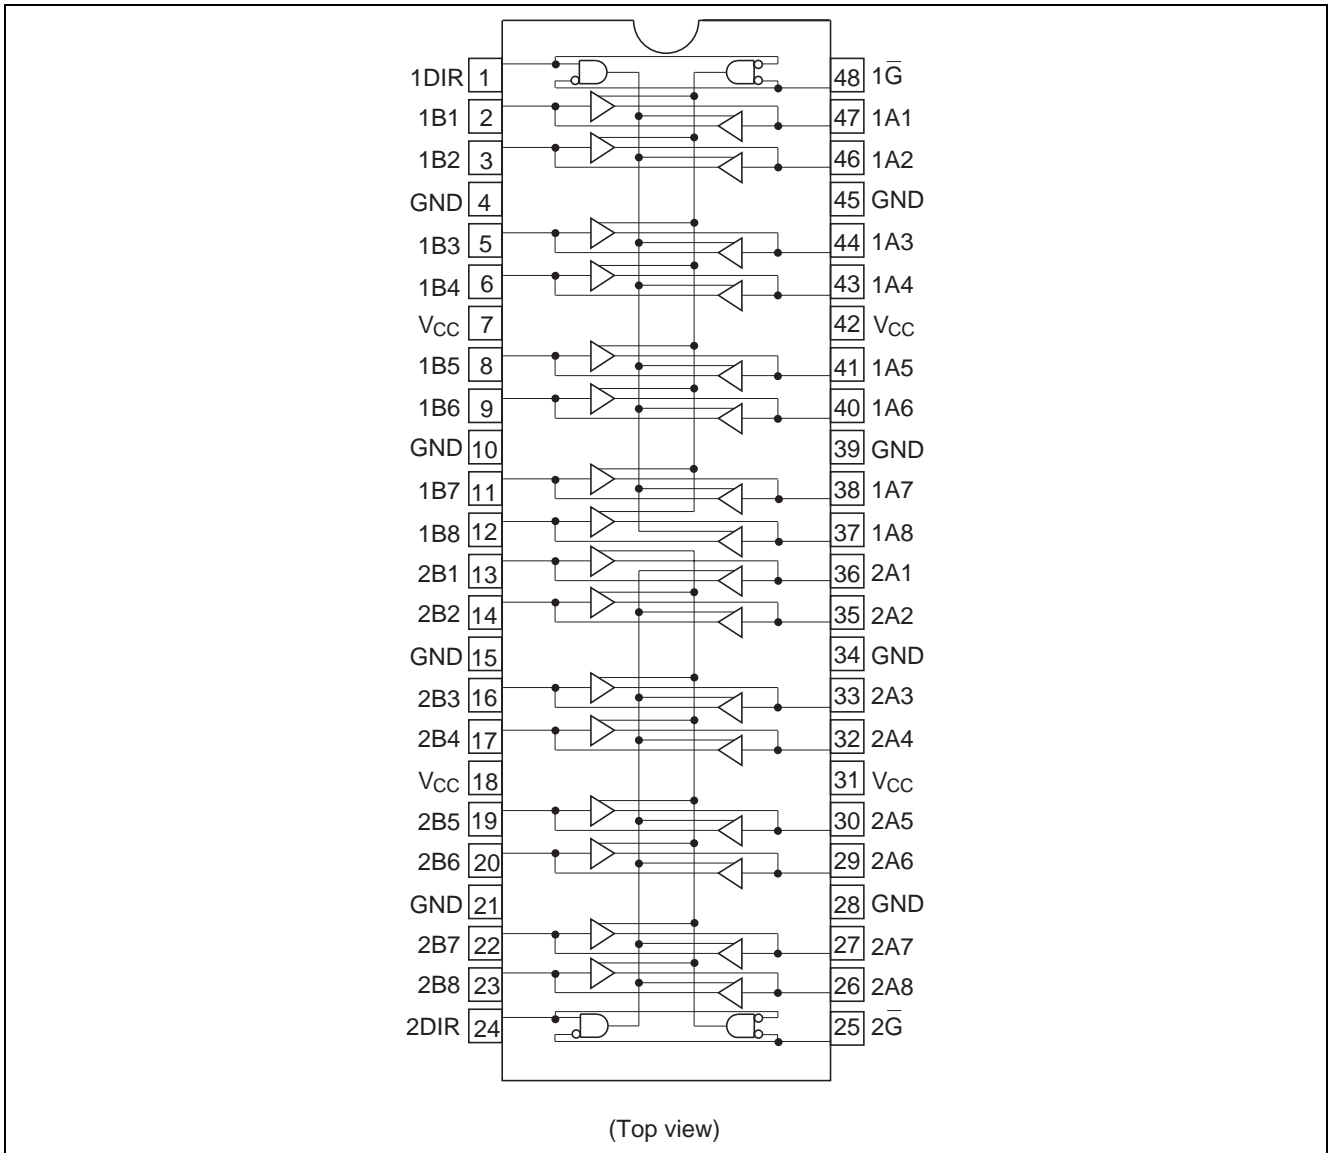 1DIR 1 48 1G̅
1B1 2 47 1A1
1B2 3 46 1A2
GND 4 45 GND
1B3 5 44 1A3
1B4 6 43 1A4
VCC 7 42 VCC
1B5 8 41 1A5
1B6 9 40 1A6
GND 10 39 GND
1B7 11 38 1A7
1B8 12 37 1A8
2B1 13 36 2A1
2B2 14 35 2A2
GND 15 34 GND
2B3 16 33 2A3
2B4 17 32 2A4
VCC 18 31 VCC
2B5 19 30 2A5
2B6 20 29 2A6
GND 21 28 GND
2B7 22 27 2A7
2B8 23 26 2A8
2DIR 24 25 2G̅
(Top view)